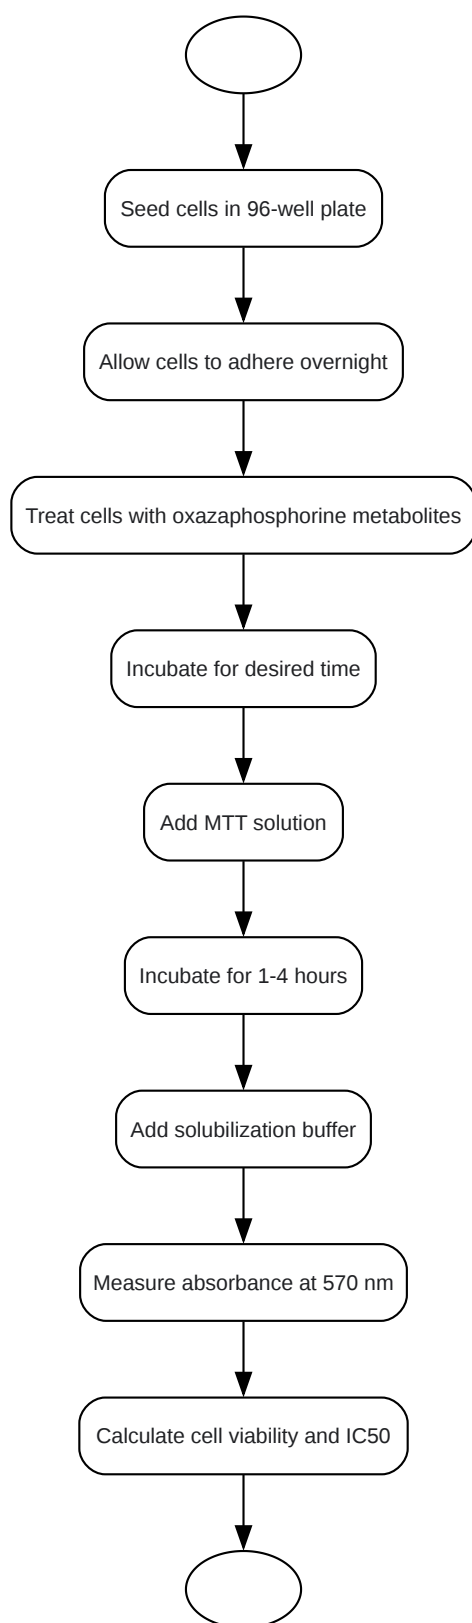 Seed cells in 96-well plate
Allow cells to adhere overnight
Treat cells with oxazaphosphorine metabolites
Incubate for desired time
Add MTT solution
Incubate for 1-4 hours
Add solubilization buffer
Measure absorbance at 570 nm
Calculate cell viability and IC50